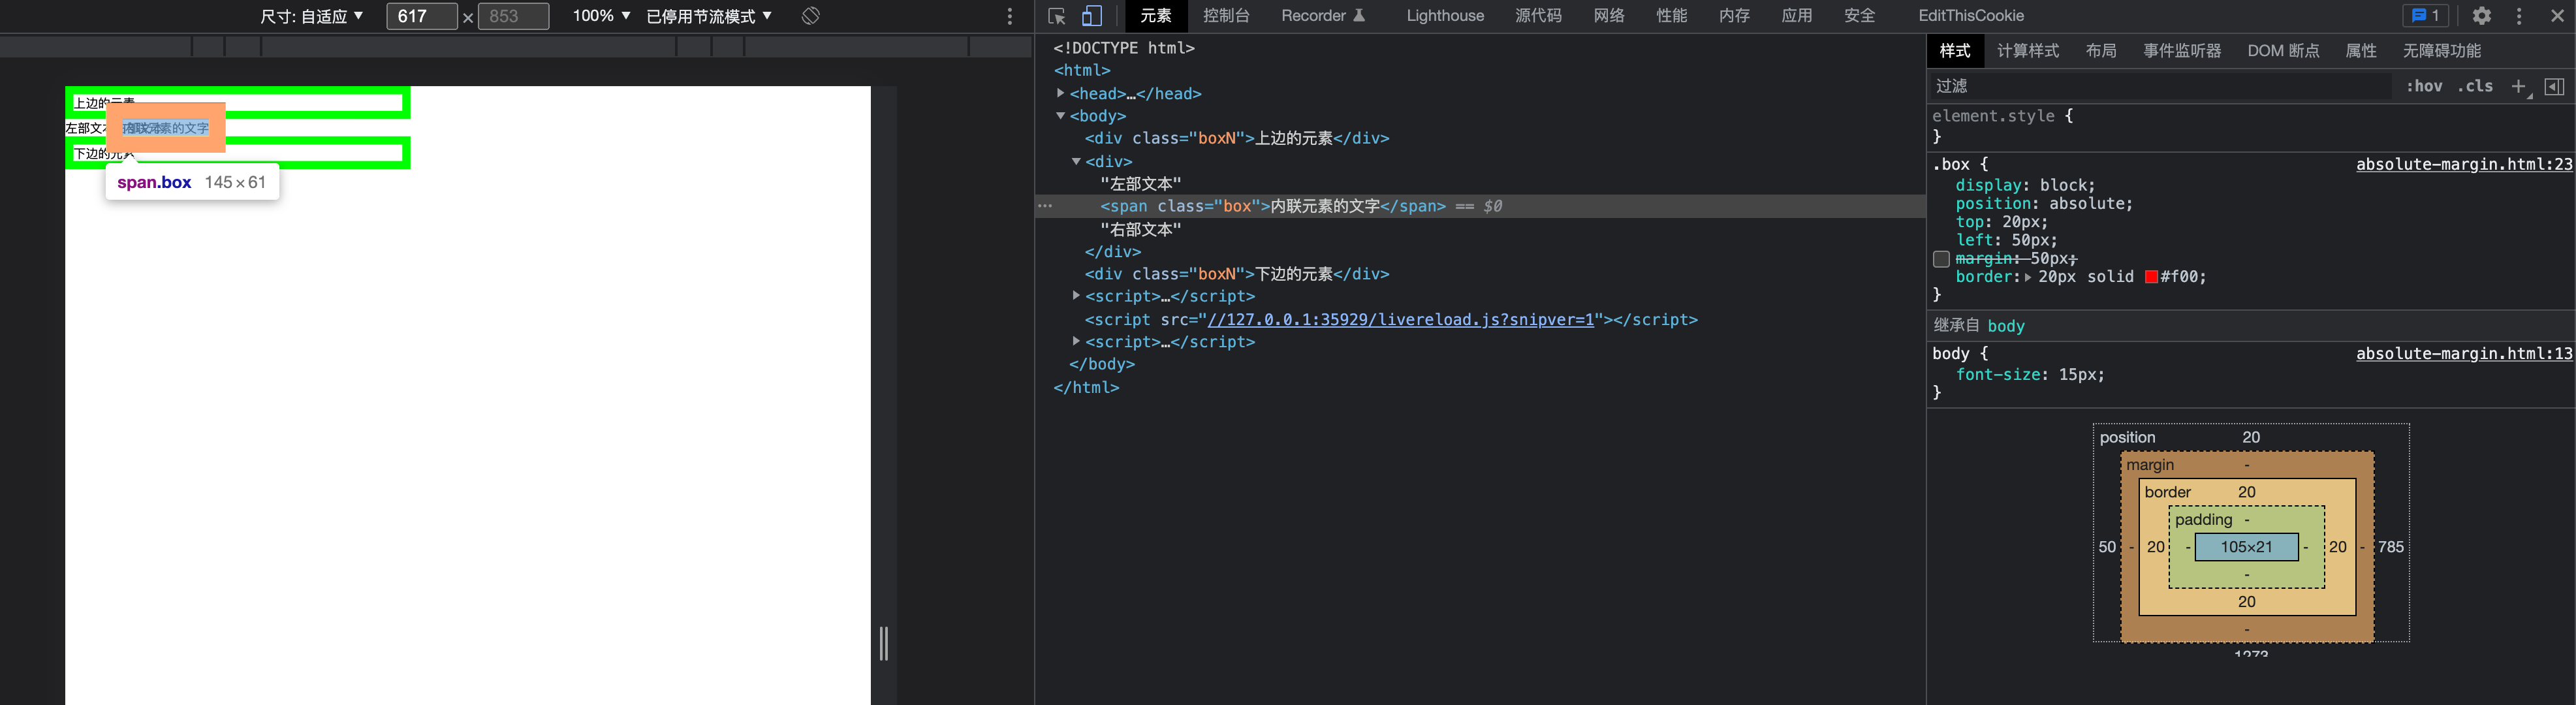 尺寸: 自适应 ▼ 617 × 853 100% ▼ 已停用节流模式 ▼
元素 控制台 Recorder Lighthouse 源代码 网络 性能 内存 应用 安全 EditThisCookie 1
上边的元素
左部文本 内联元素的文字
下边的元素
span.box 145×61
<!DOCTYPE html>
<html>
<head>…</head>
<body>
<div class="boxN">上边的元素</div>
<div>
"左部文本"
<span class="box">内联元素的文字</span> == $0
"右部文本"
</div>
<div class="boxN">下边的元素</div>
<script>…</script>
<script src="//127.0.0.1:35929/livereload.js?snipver=1"></script>
<script>…</script>
</body>
</html>
样式 计算样式 布局 事件监听器 DOM 断点 属性 无障碍功能
过滤 :hov .cls
element.style {
}
.box { absolute-margin.html:23
display: block;
position: absolute;
top: 20px;
left: 50px;
margin: 50px;
border: 20px solid #f00;
}
继承自 body
body { absolute-margin.html:13
font-size: 15px;
}
position 20
margin -
border 20
padding -
50 - 20 - 105×21 - 20 - 785
-
20
-
1273